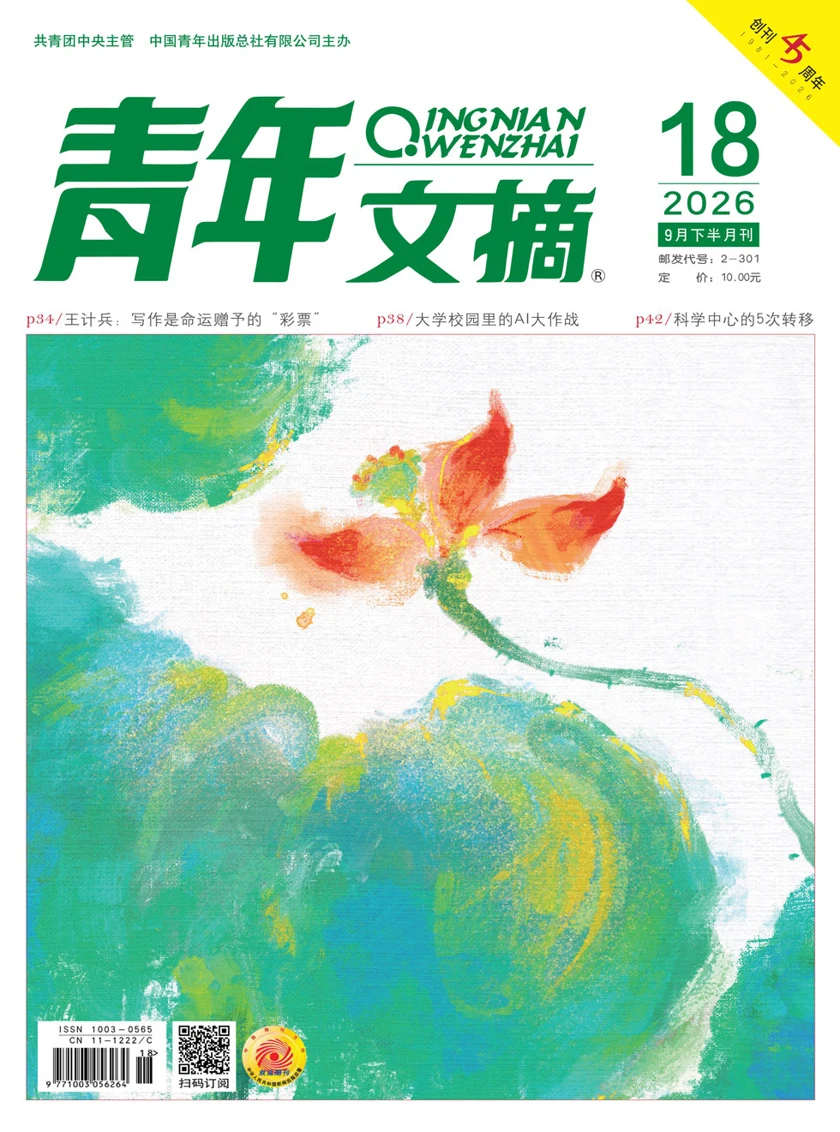 共青团中央主管 中国青年出版总社有限公司主办
创刊45周年
1981—2026
青年文摘
QINGNIAN
WENZHAI
®
18
2026
9月下半月刊
邮发代号：2－301
定 价：10.00元
p34/王计兵：写作是命运赠予的“彩票”
p38/大学校园里的AI大作战
p42/科学中心的5次转移
ISSN 1003-0565
CN 11-1222/C
18>
9 771003 056264
扫码订阅
双效期刊